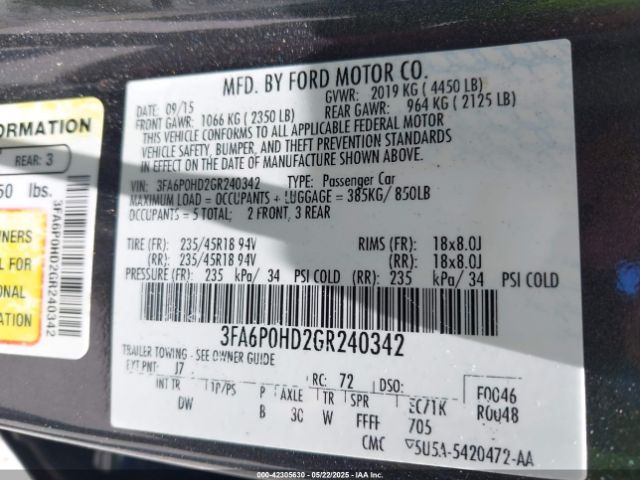 MFD. BY FORD MOTOR CO.
DATE: 09/15 GVWR: 2019 KG ( 4450 LB)
FRONT GAWR: 1066 KG ( 2350 LB) REAR GAWR: 964 KG ( 2125 LB)
THIS VEHICLE CONFORMS TO ALL APPLICABLE FEDERAL MOTOR
VEHICLE SAFETY, BUMPER, AND THEFT PREVENTION STANDARDS
IN EFFECT ON THE DATE OF MANUFACTURE SHOWN ABOVE.
VIN: 3FA6P0HD2GR240342 TYPE: Passenger Car
MAXIMUM LOAD = OCCUPANTS + LUGGAGE = 385KG/ 850LB
OCCUPANTS = 5 TOTAL; 2 FRONT, 3 REAR
TIRE (FR): 235/45R18 94V RIMS (FR): 18x8.0J
(RR): 235/45R18 94V (RR): 18x8.0J
PRESSURE (FR): 235 kPa/ 34 PSI COLD (RR): 235 kPa/ 34 PSI COLD
3FA6P0HD2GR240342
TRAILER TOWING - SEE OWNER GUIDE
EXT PNT: J7 RC: 72 DSO: F0046
INT TR TP/PS P AXLE TR SPR EC71K R0048
DW B 3C W FFFF 705
CMC 5U5A-5420472-AA
ORMATION
REAR: 3
50 lbs.
NERS
L FOR
ONAL
ATION
3FA6P0HD2GR240342
000-42305630 - 05/22/2025 - IAAI CHANTILLY